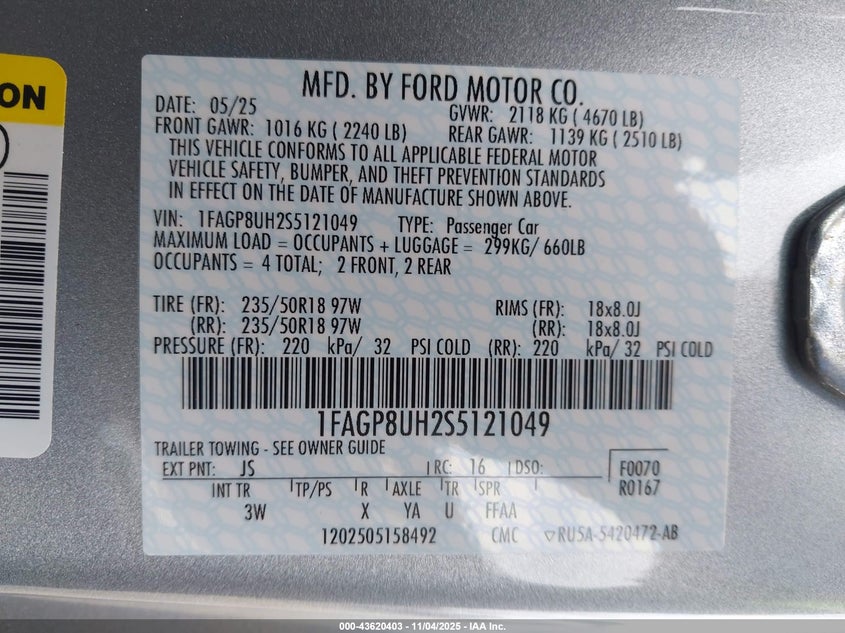 ON
MFD. BY FORD MOTOR CO.
DATE: 05/25 GVWR: 2118 KG ( 4670 LB)
FRONT GAWR: 1016 KG ( 2240 LB) REAR GAWR: 1139 KG ( 2510 LB)
THIS VEHICLE CONFORMS TO ALL APPLICABLE FEDERAL MOTOR
VEHICLE SAFETY, BUMPER, AND THEFT PREVENTION STANDARDS
IN EFFECT ON THE DATE OF MANUFACTURE SHOWN ABOVE.
VIN: 1FAGP8UH2S5121049 TYPE: Passenger Car
MAXIMUM LOAD = OCCUPANTS + LUGGAGE = 299KG/ 660LB
OCCUPANTS = 4 TOTAL; 2 FRONT, 2 REAR
TIRE (FR): 235/50R18 97W RIMS (FR): 18x8.0J
(RR): 235/50R18 97W (RR): 18x8.0J
PRESSURE (FR): 220 kPa/ 32 PSI COLD (RR): 220 kPa/ 32 PSI COLD
1FAGP8UH2S5121049
TRAILER TOWING - SEE OWNER GUIDE
EXT PNT: JS RC: 16 DSO: F0070
INT TR TP/PS R AXLE TR SPR R0167
3W X YA U FFAA
1202505158492 CMC ▽RU5A-5420472-AB
000-43620403 - 11/04/2025 - IAA Inc.